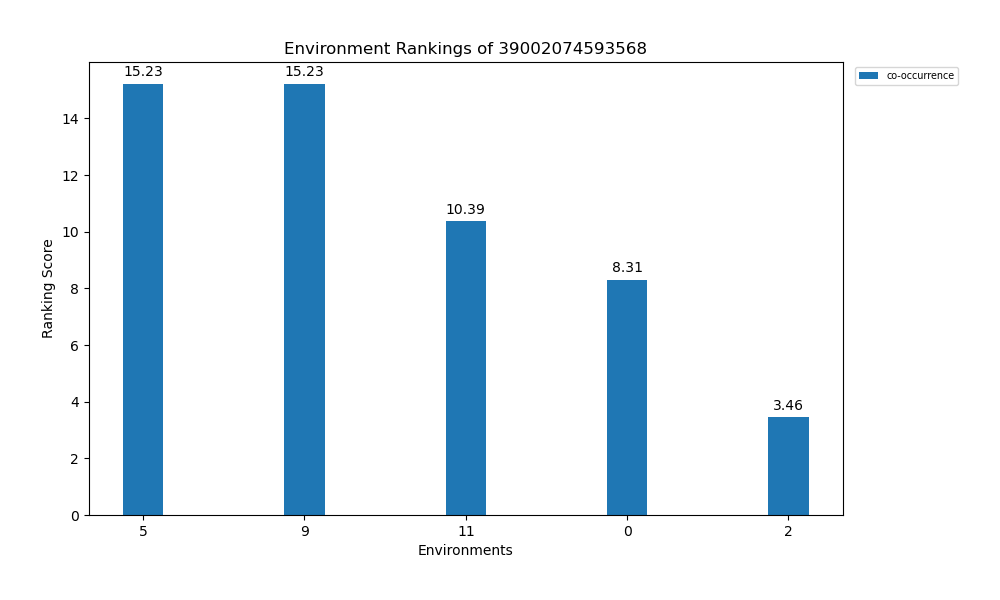 Environment Rankings of 39002074593568
co-occurrence
15.23
15.23
10.39
8.31
3.46
Ranking Score
14
12
10
8
6
4
2
0
5 9 11 0 2
Environments